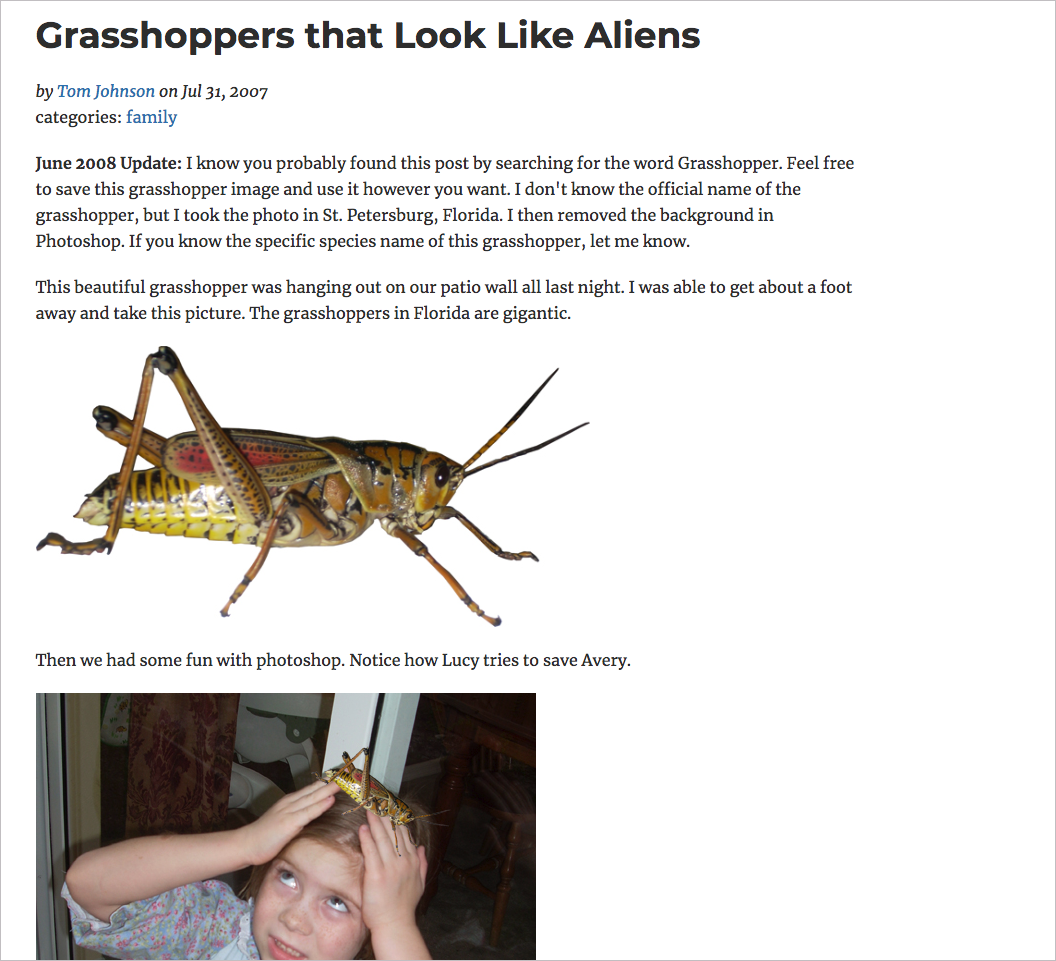 Grasshoppers that Look Like Aliens
by Tom Johnson on Jul 31, 2007
categories: family
June 2008 Update: I know you probably found this post by searching for the word Grasshopper. Feel free
to save this grasshopper image and use it however you want. I don't know the official name of the
grasshopper, but I took the photo in St. Petersburg, Florida. I then removed the background in
Photoshop. If you know the specific species name of this grasshopper, let me know.
This beautiful grasshopper was hanging out on our patio wall all last night. I was able to get about a foot
away and take this picture. The grasshoppers in Florida are gigantic.
Then we had some fun with photoshop. Notice how Lucy tries to save Avery.